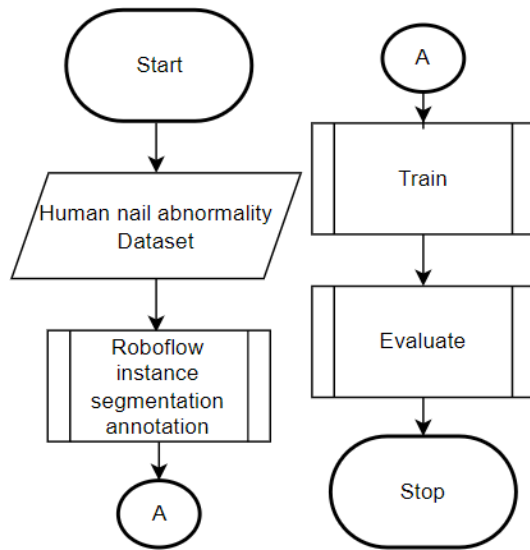 Start
Human nail abnormality
Dataset
Roboflow
instance
segmentation
annotation
A
A
Train
Evaluate
Stop